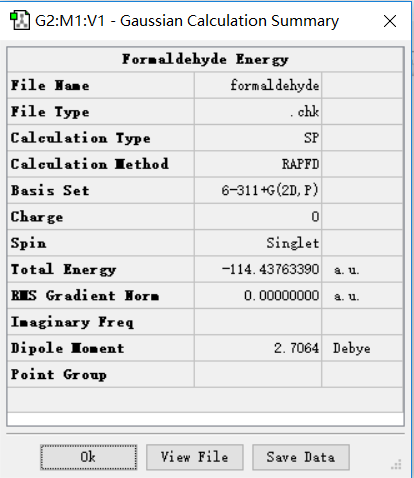 G2:M1:V1 - Gaussian Calculation Summary
Formaldehyde Energy
File Name formaldehyde
File Type .chk
Calculation Type SP
Calculation Method RAPFD
Basis Set 6-311+G(2D,P)
Charge 0
Spin Singlet
Total Energy -114.43763390 a.u.
RMS Gradient Norm 0.00000000 a.u.
Imaginary Freq
Dipole Moment 2.7064 Debye
Point Group
Ok View File Save Data